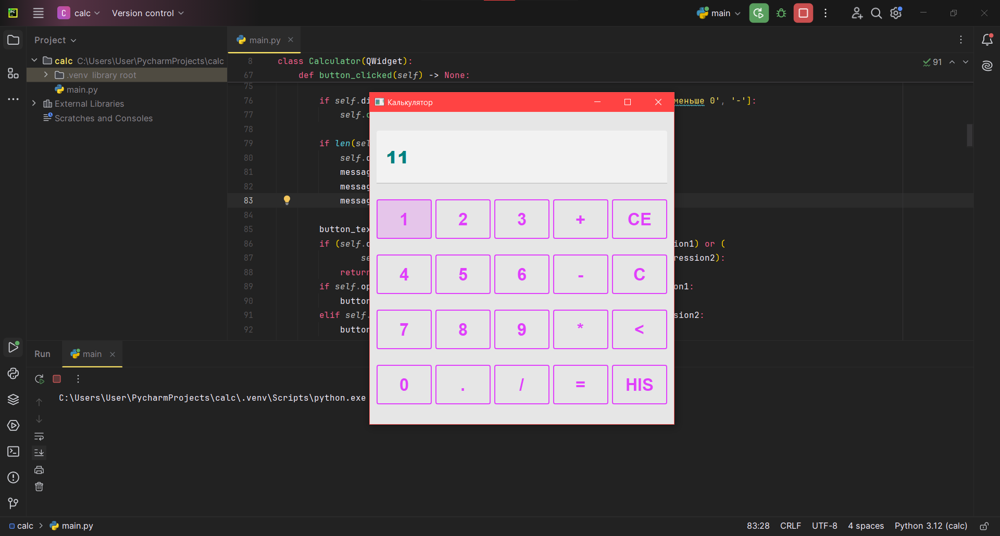 C calc Version control main
Project
main.py
calc C:\Users\User\PycharmProjects\calc
.venv library root
main.py
External Libraries
Scratches and Consoles
8 class Calculator(QWidget):
67 def button_clicked(self) -> None:
91
75
76 if self.di меньше 0', '-']:
77 self.
78
79 if len(sel
80 self.d
81 messag
82 messag
83 messag
84
85 button_tex
86 if (self. ion1) or (
87 se ression2):
88 return
89 if self.op on1:
90 button
91 elif self. sion2:
92 button
Калькулятор
11
1 2 3 + CE
4 5 6 - C
7 8 9 * <
0 . / = HIS
Run main
C:\Users\User\PycharmProjects\calc\.venv\Scripts\python.exe
calc > main.py
83:28 CRLF UTF-8 4 spaces Python 3.12 (calc)